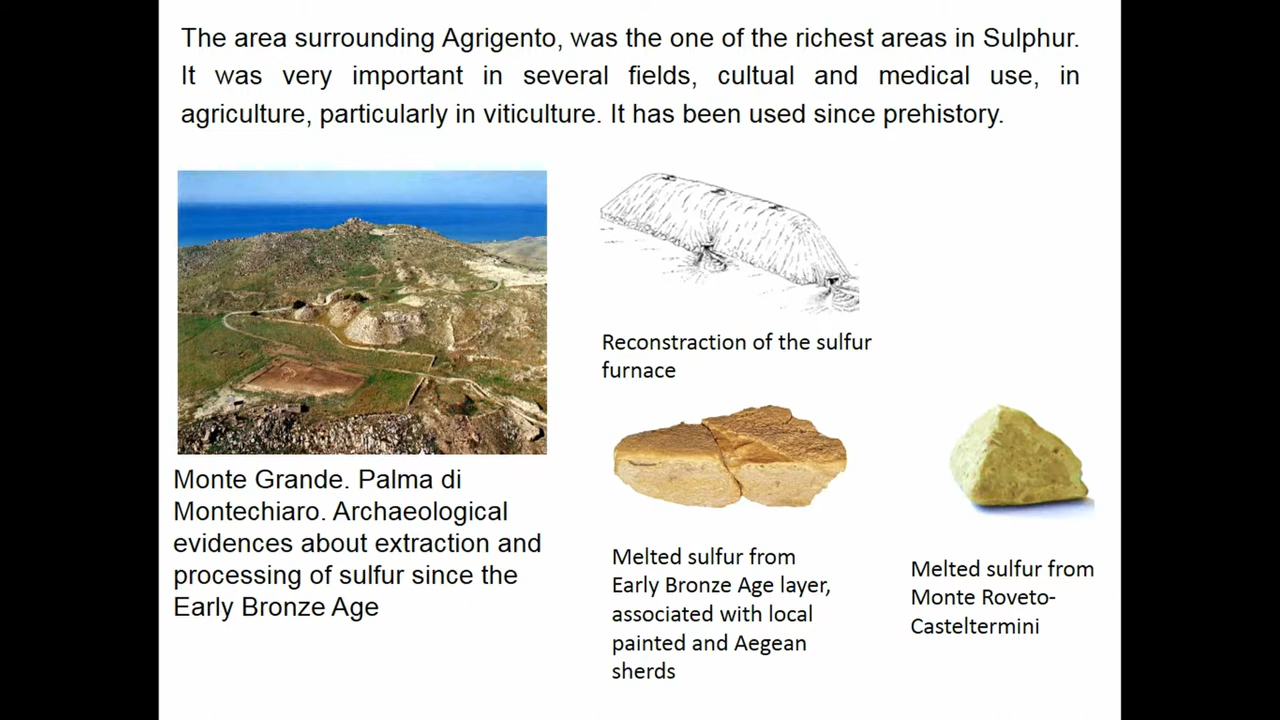 The area surrounding Agrigento, was the one of the richest areas in Sulphur.
It was very important in several fields, cultual and medical use, in
agriculture, particularly in viticulture. It has been used since prehistory.
Reconstraction of the sulfur
furnace
Monte Grande. Palma di
Montechiaro. Archaeological
evidences about extraction and
processing of sulfur since the
Early Bronze Age
Melted sulfur from
Early Bronze Age layer,
associated with local
painted and Aegean
sherds
Melted sulfur from
Monte Roveto-
Casteltermini